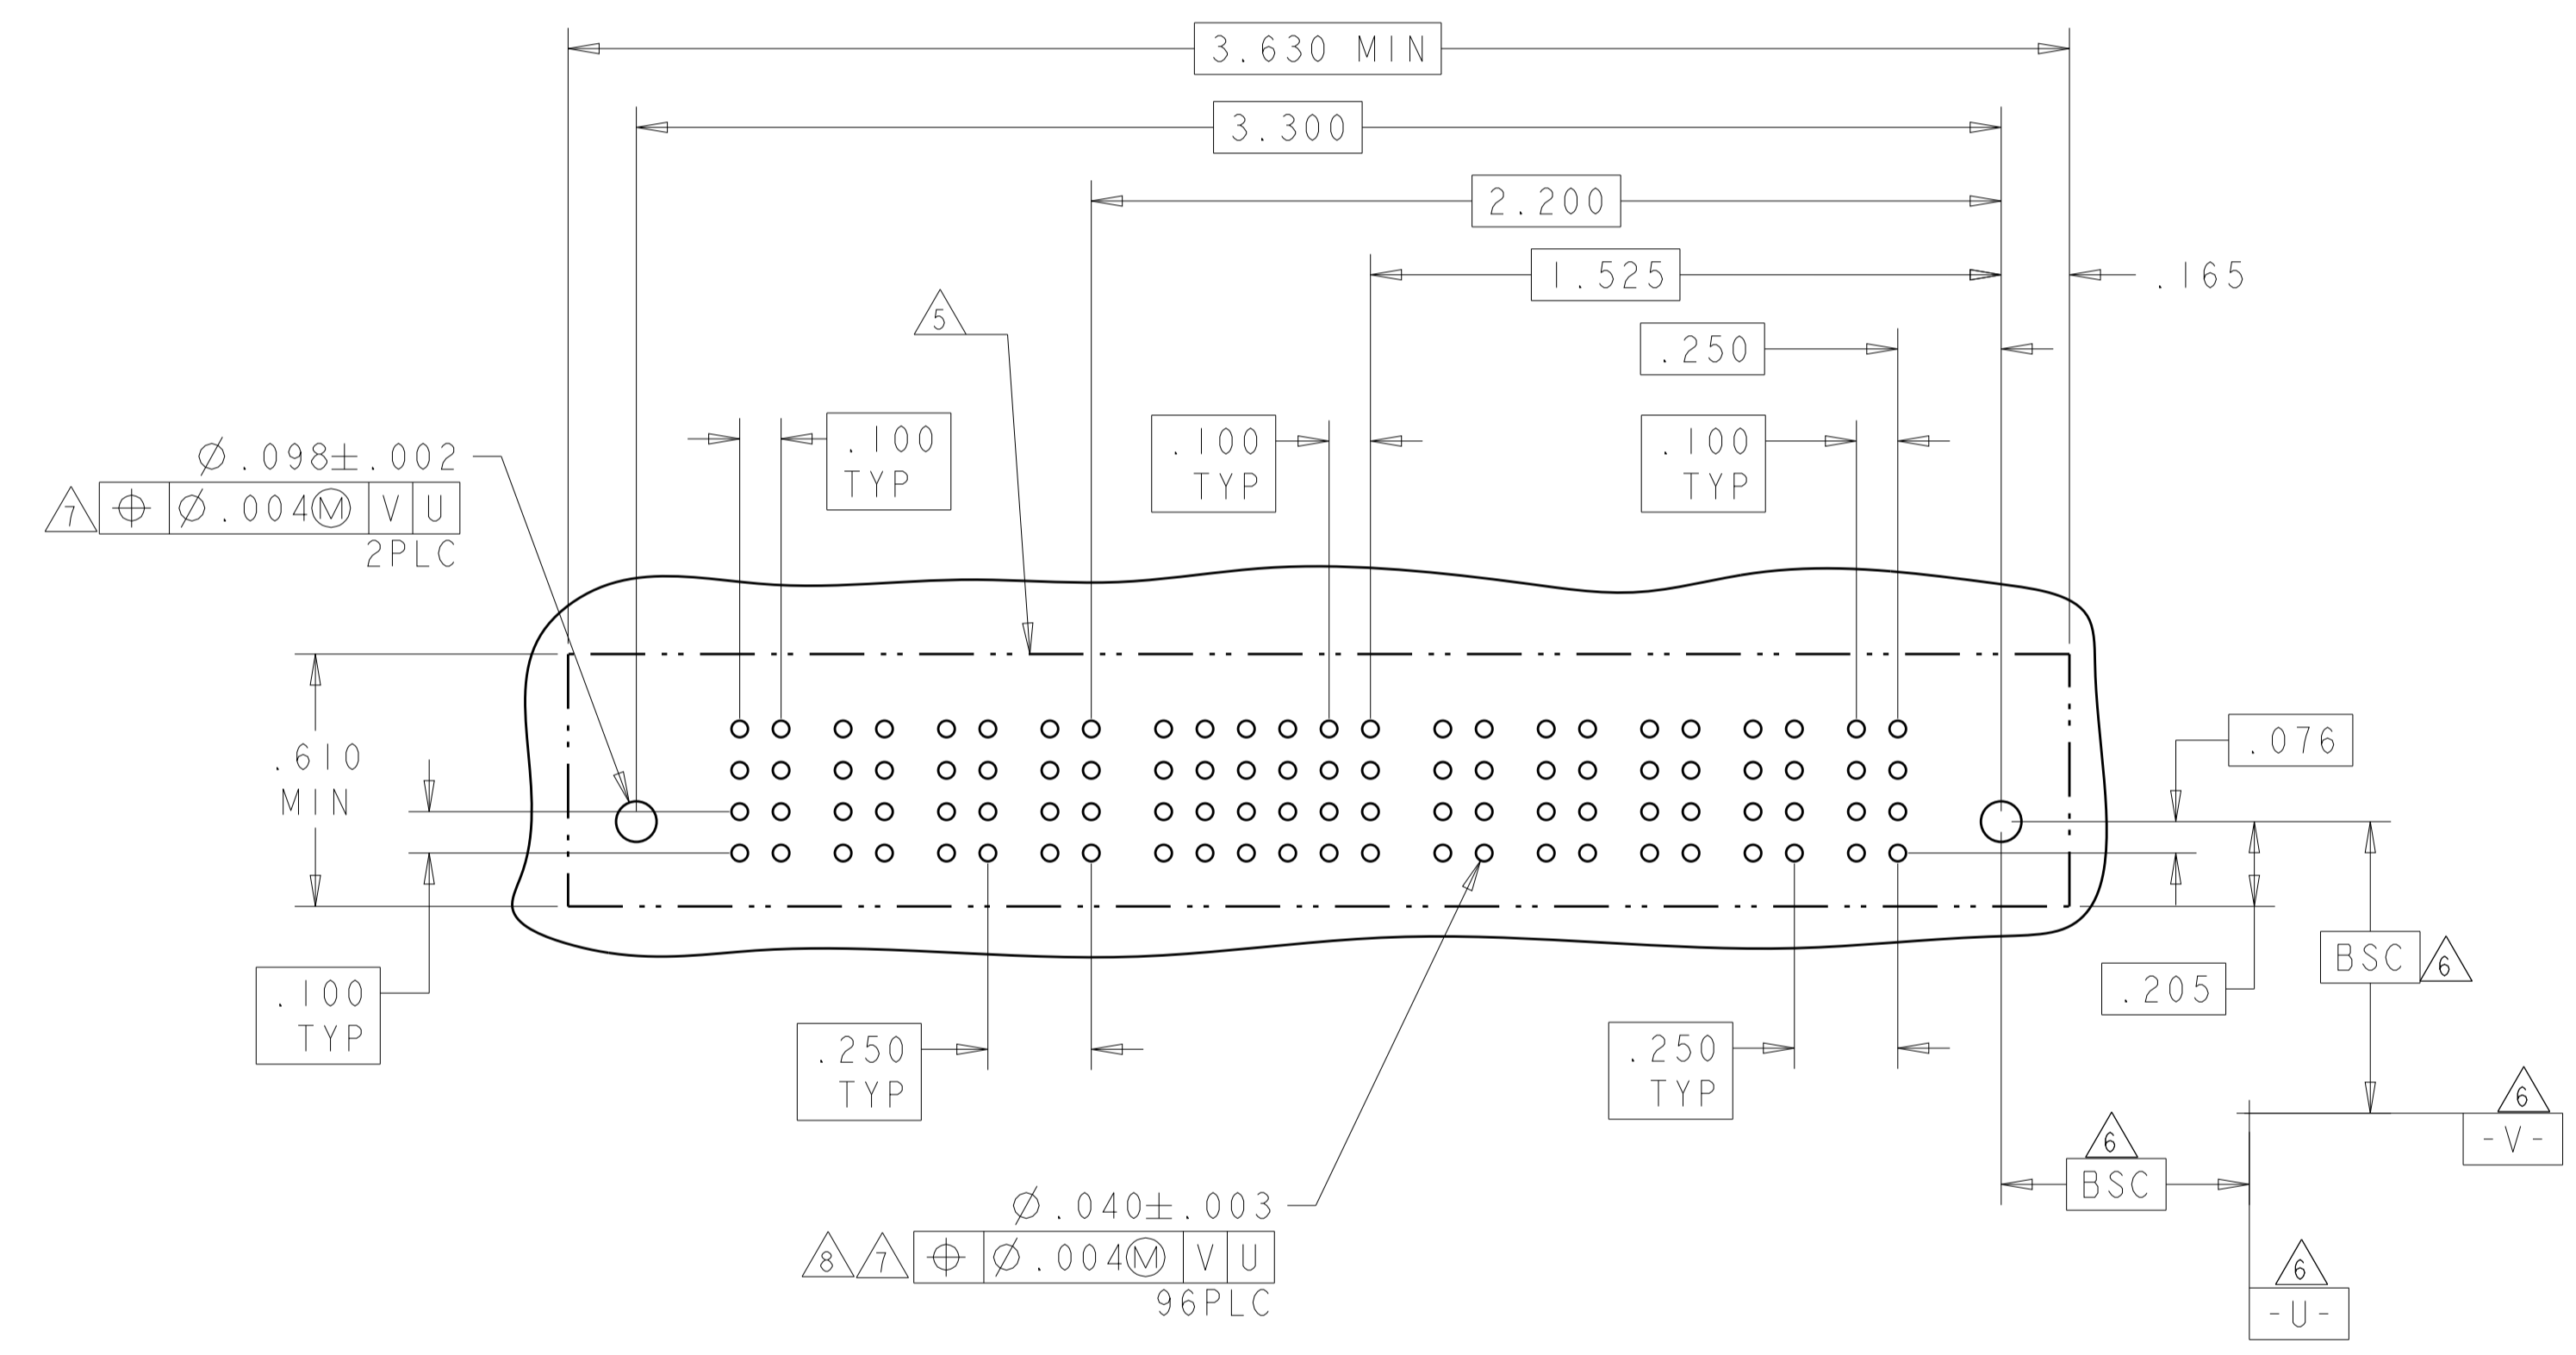 3.630 MIN
3.300
2.200
1.525
.165
5
.250
.100
TYP
.100
TYP
.100
TYP
Ø.098±.002
7 ⌖ Ø.004Ⓜ V U
2PLC
.610
MIN
.076
.100
TYP
.250
TYP
.250
TYP
.205
BSC 6
6
-V-
6
BSC
Ø.040±.003
8 7 ⌖ Ø.004Ⓜ V U
96PLC
6
-U-